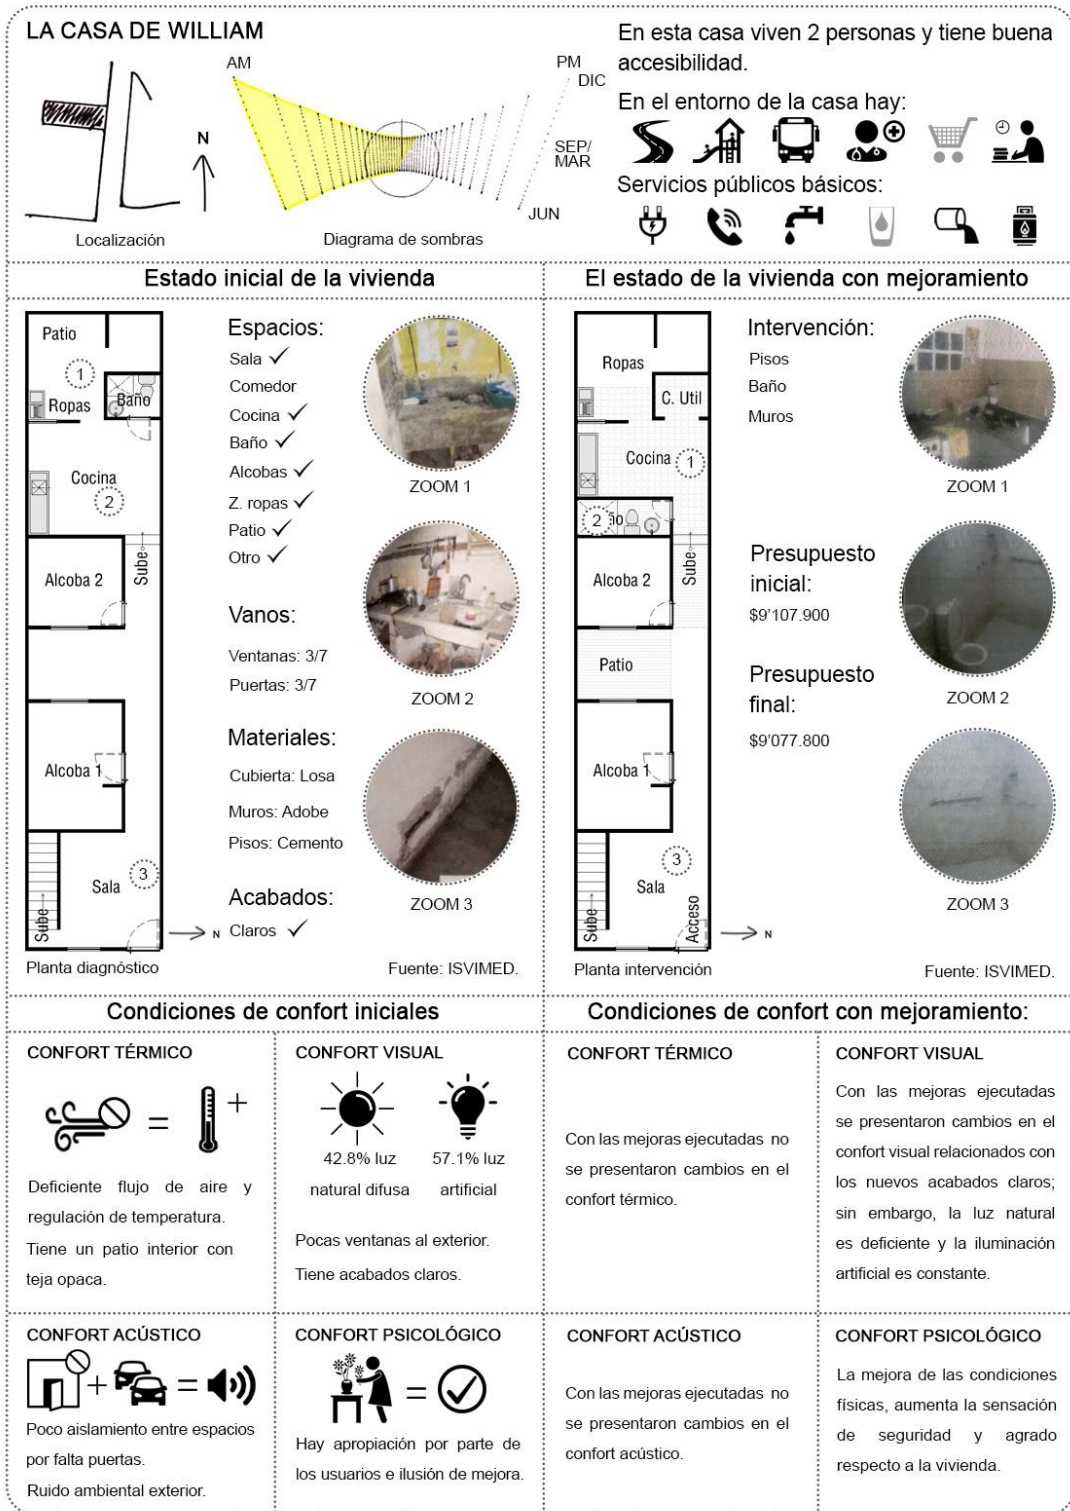 LA CASA DE WILLIAM
AM
PM
DIC
SEP/
MAR
JUN
N
Localización
Diagrama de sombras
En esta casa viven 2 personas y tiene buena
accesibilidad.
En el entorno de la casa hay:
Servicios públicos básicos:
Estado inicial de la vivienda
Patio
1
Ropas
Baño
Cocina
2
Alcoba 2
Sube
Alcoba 1
Sala
3
Sube
N
Planta diagnóstico
Espacios:
Sala ✓
Comedor
Cocina ✓
Baño ✓
Alcobas ✓
Z. ropas ✓
Patio ✓
Otro ✓
Vanos:
Ventanas: 3/7
Puertas: 3/7
Materiales:
Cubierta: Losa
Muros: Adobe
Pisos: Cemento
Acabados:
Claros ✓
ZOOM 1
ZOOM 2
ZOOM 3
Fuente: ISVIMED.
El estado de la vivienda con mejoramiento
Ropas
C. Util
Cocina
1
2
ño
Alcoba 2
Sube
Patio
Alcoba 1
3
Sala
Sube
Acceso
N
Planta intervención
Intervención:
Pisos
Baño
Muros
Presupuesto
inicial:
$9'107.900
Presupuesto
final:
$9'077.800
ZOOM 1
ZOOM 2
ZOOM 3
Fuente: ISVIMED.
Condiciones de confort iniciales
CONFORT TÉRMICO
= +
Deficiente flujo de aire y
regulación de temperatura.
Tiene un patio interior con
teja opaca.
CONFORT VISUAL
42.8% luz
natural difusa
57.1% luz
artificial
Pocas ventanas al exterior.
Tiene acabados claros.
CONFORT ACÚSTICO
+ =
Poco aislamiento entre espacios
por falta puertas.
Ruido ambiental exterior.
CONFORT PSICOLÓGICO
=
Hay apropiación por parte de
los usuarios e ilusión de mejora.
Condiciones de confort con mejoramiento:
CONFORT TÉRMICO
Con las mejoras ejecutadas no
se presentaron cambios en el
confort térmico.
CONFORT VISUAL
Con las mejoras ejecutadas
se presentaron cambios en el
confort visual relacionados con
los nuevos acabados claros;
sin embargo, la luz natural
es deficiente y la iluminación
artificial es constante.
CONFORT ACÚSTICO
Con las mejoras ejecutadas no
se presentaron cambios en el
confort acústico.
CONFORT PSICOLÓGICO
La mejora de las condiciones
físicas, aumenta la sensación
de seguridad y agrado
respecto a la vivienda.